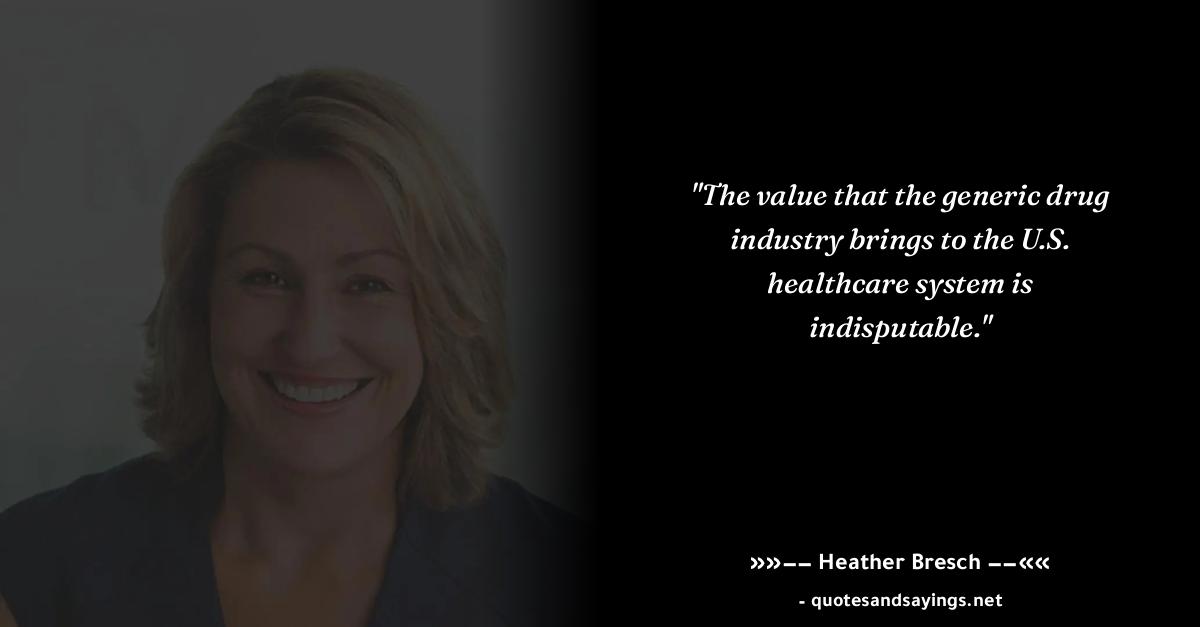 "The value that the generic drug
industry brings to the U.S.
healthcare system is
indisputable."
»»–– Heather Bresch ––««
- quotesandsayings.net